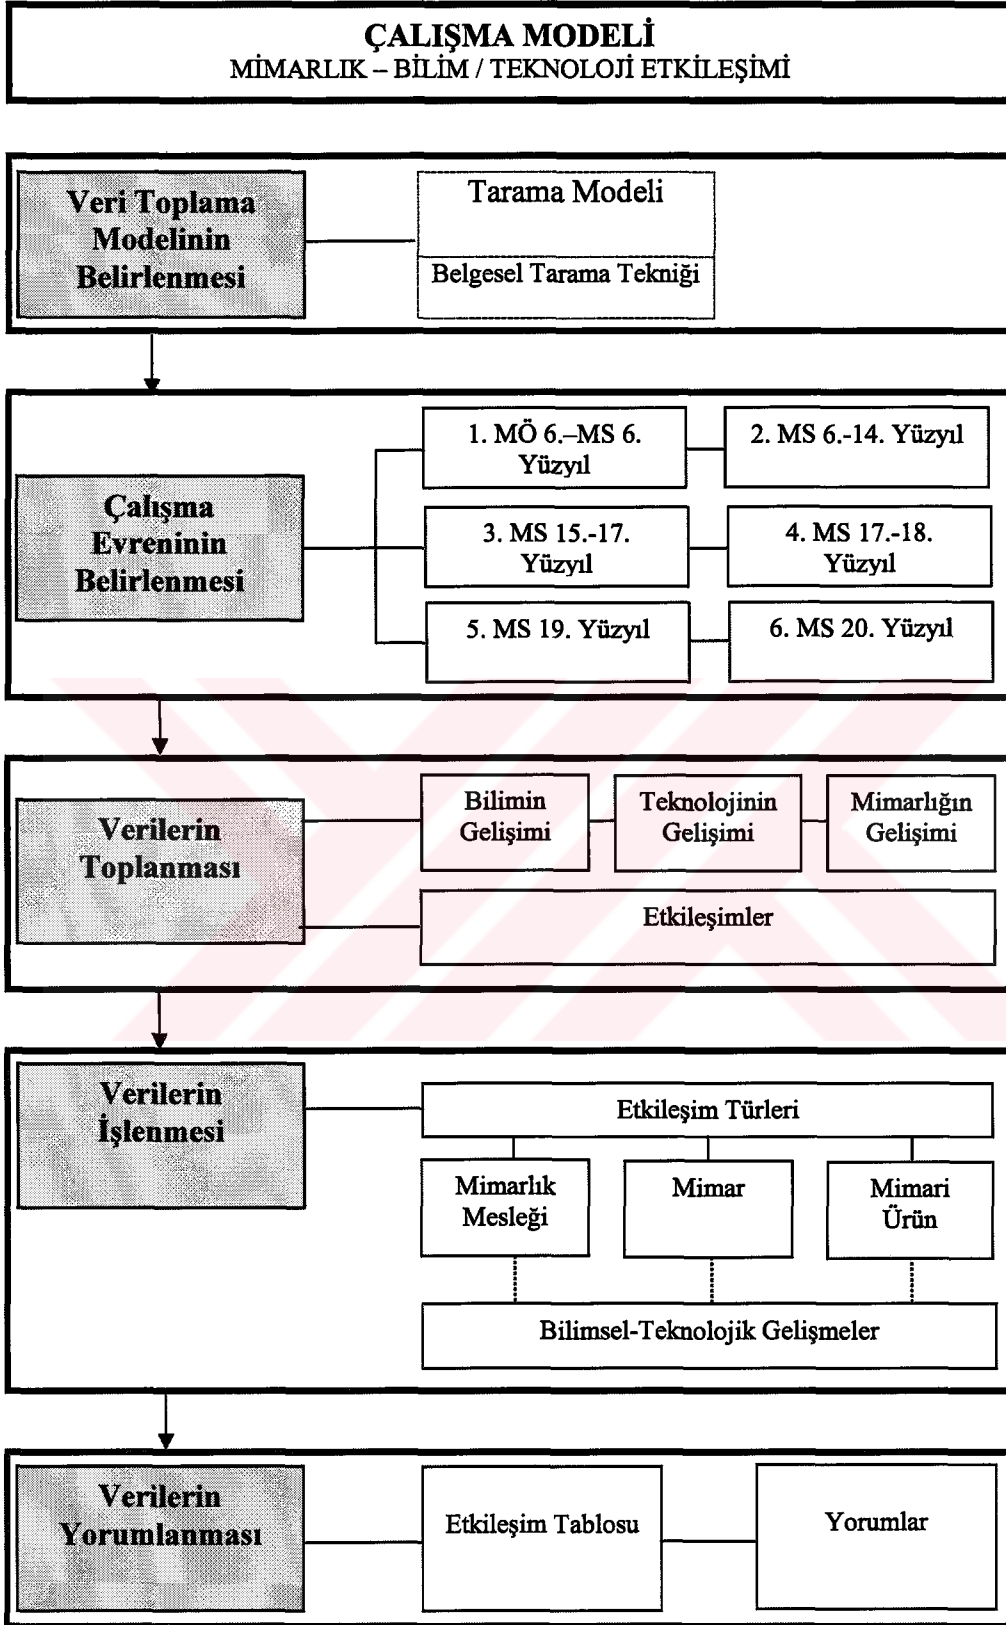 ÇALIŞMA MODELİ
MİMARLIK – BİLİM / TEKNOLOJİ ETKİLEŞİMİ
Veri Toplama
Modelinin
Belirlenmesi
Tarama Modeli
Belgesel Tarama Tekniği
Çalışma
Evreninin
Belirlenmesi
1. MÖ 6.–MS 6.
Yüzyıl
2. MS 6.-14. Yüzyıl
3. MS 15.-17.
Yüzyıl
4. MS 17.-18.
Yüzyıl
5. MS 19. Yüzyıl
6. MS 20. Yüzyıl
Verilerin
Toplanması
Bilimin
Gelişimi
Teknolojinin
Gelişimi
Mimarlığın
Gelişimi
Etkileşimler
Verilerin
İşlenmesi
Etkileşim Türleri
Mimarlık
Mesleği
Mimar
Mimari
Ürün
Bilimsel-Teknolojik Gelişmeler
Verilerin
Yorumlanması
Etkileşim Tablosu
Yorumlar